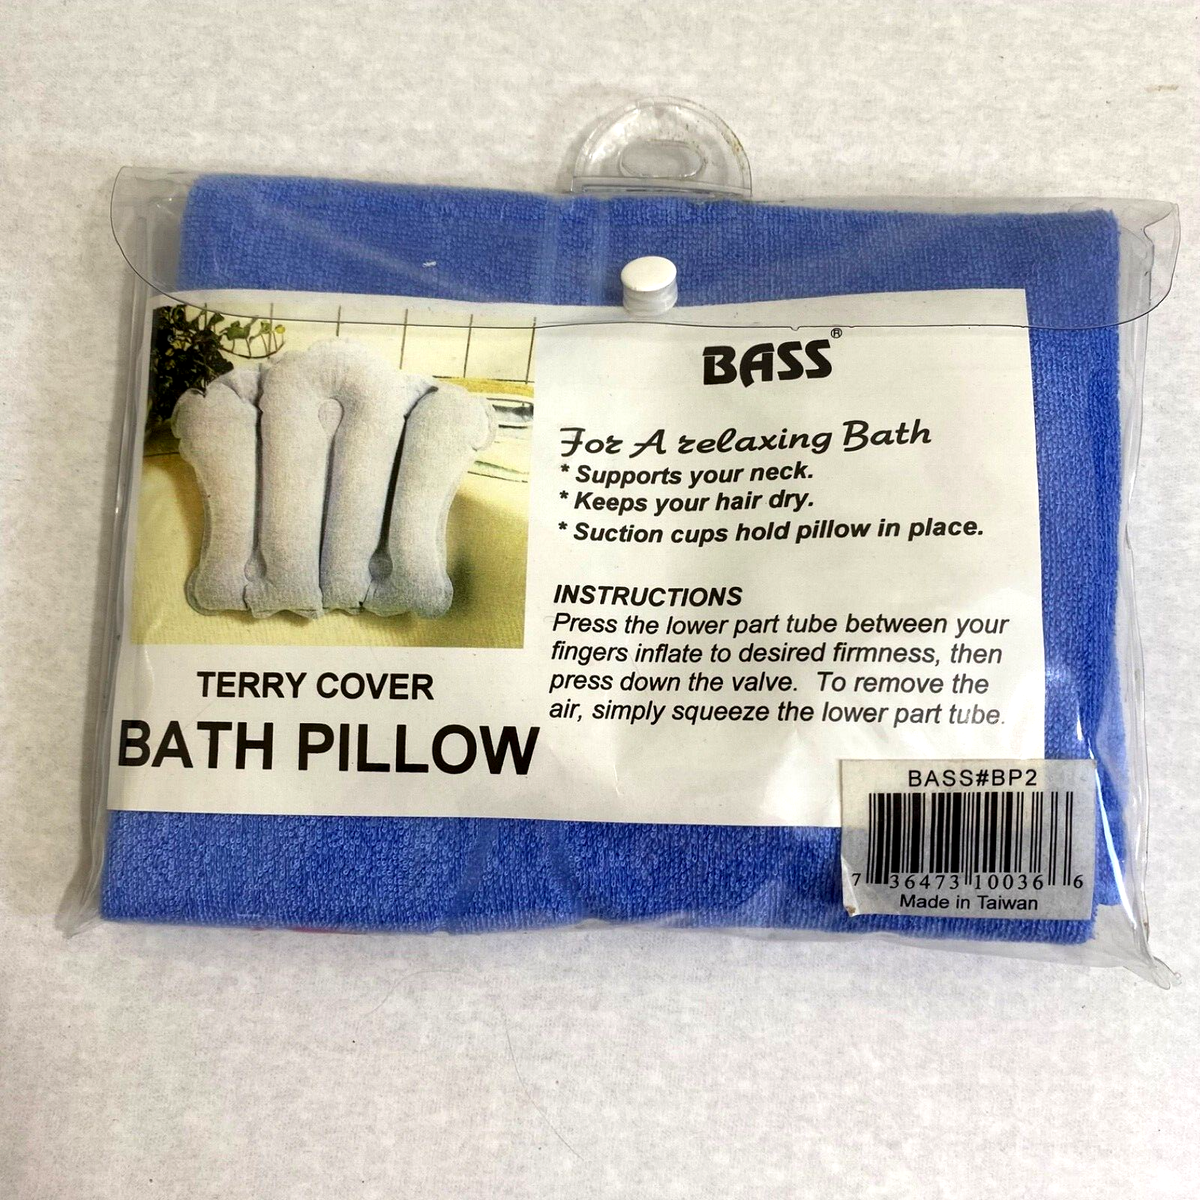 BASS®
For A relaxing Bath
* Supports your neck.
* Keeps your hair dry.
* Suction cups hold pillow in place.
INSTRUCTIONS
Press the lower part tube between your
fingers inflate to desired firmness, then
press down the valve. To remove the
air, simply squeeze the lower part tube.
TERRY COVER
BATH PILLOW
BASS#BP2
7 36473 10036 6
Made in Taiwan